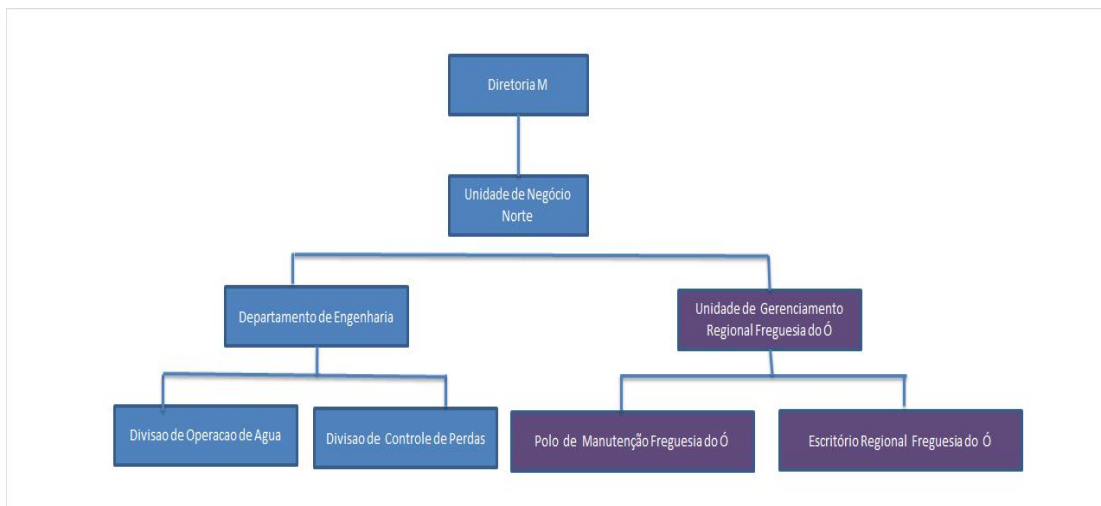 Diretoria M
Unidade de Negócio
Norte
Departamento de Engenharia
Unidade de Gerenciamento
Regional Freguesia do Ó
Divisao de Operacao de Agua
Divisao de Controle de Perdas
Polo de Manutenção Freguesia do Ó
Escritório Regional Freguesia do Ó